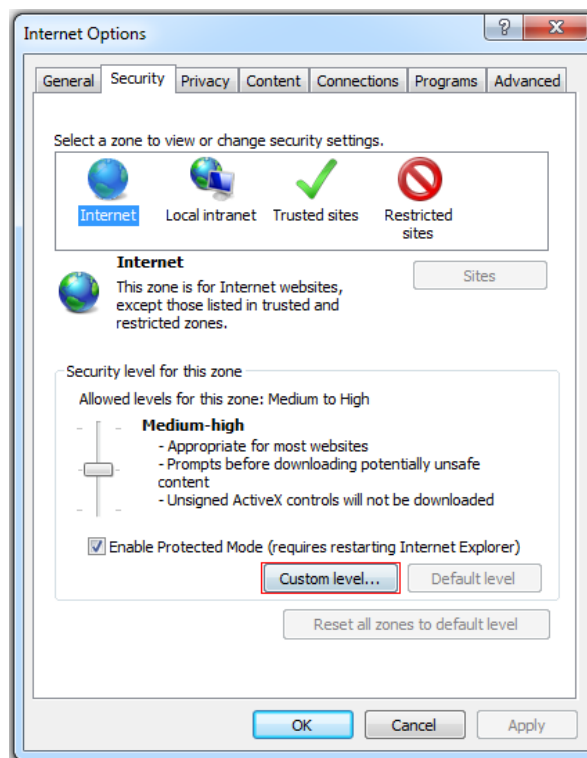 Internet Options
General Security Privacy Content Connections Programs Advanced
Select a zone to view or change security settings.
Internet Local intranet Trusted sites Restricted
sites
Internet
Sites
This zone is for Internet websites,
except those listed in trusted and
restricted zones.
Security level for this zone
Allowed levels for this zone: Medium to High
Medium-high
- Appropriate for most websites
- Prompts before downloading potentially unsafe
content
- Unsigned ActiveX controls will not be downloaded
Enable Protected Mode (requires restarting Internet Explorer)
Custom level... Default level
Reset all zones to default level
OK Cancel Apply